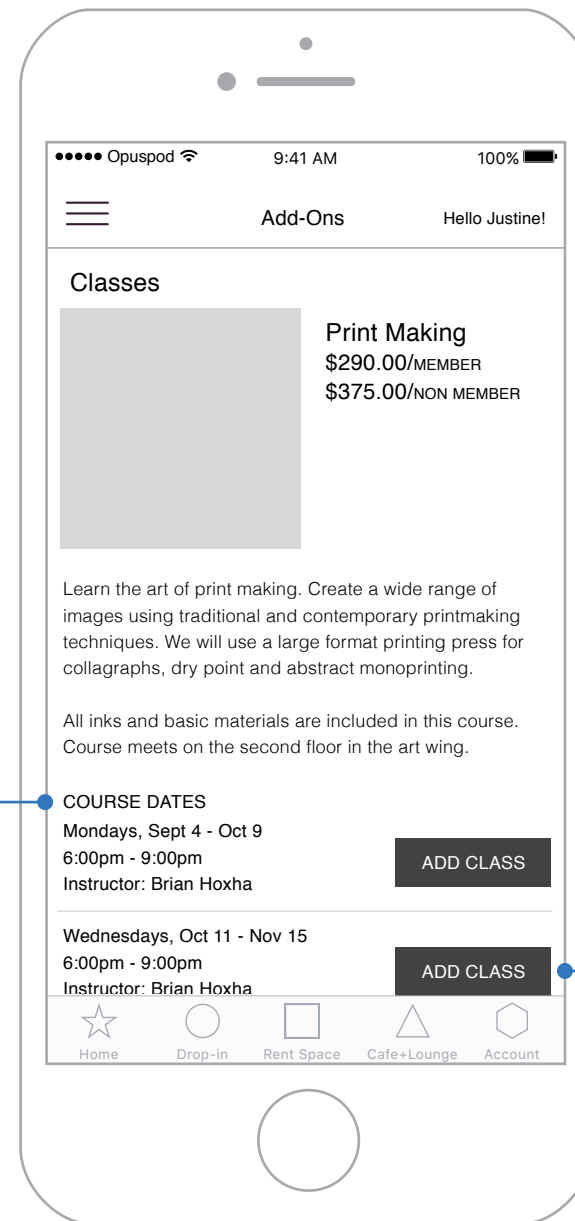 ●●●●● Opuspod 9:41 AM 100%
Add-Ons Hello Justine!
Classes
Print Making
$290.00/MEMBER
$375.00/NON MEMBER
Learn the art of print making. Create a wide range of
images using traditional and contemporary printmaking
techniques. We will use a large format printing press for
collagraphs, dry point and abstract monoprinting.
All inks and basic materials are included in this course.
Course meets on the second floor in the art wing.
COURSE DATES
Mondays, Sept 4 - Oct 9
6:00pm - 9:00pm
Instructor: Brian Hoxha
ADD CLASS
Wednesdays, Oct 11 - Nov 15
6:00pm - 9:00pm
Instructor: Brian Hoxha
ADD CLASS
Home Drop-in Rent Space Cafe+Lounge Account